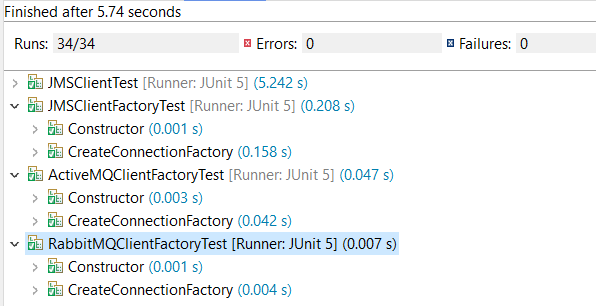 Finished after 5.74 seconds
Runs: 34/34 Errors: 0 Failures: 0
JMSClientTest [Runner: JUnit 5] (5.242 s)
JMSClientFactoryTest [Runner: JUnit 5] (0.208 s)
Constructor (0.001 s)
CreateConnectionFactory (0.158 s)
ActiveMQClientFactoryTest [Runner: JUnit 5] (0.047 s)
Constructor (0.003 s)
CreateConnectionFactory (0.042 s)
RabbitMQClientFactoryTest [Runner: JUnit 5] (0.007 s)
Constructor (0.001 s)
CreateConnectionFactory (0.004 s)